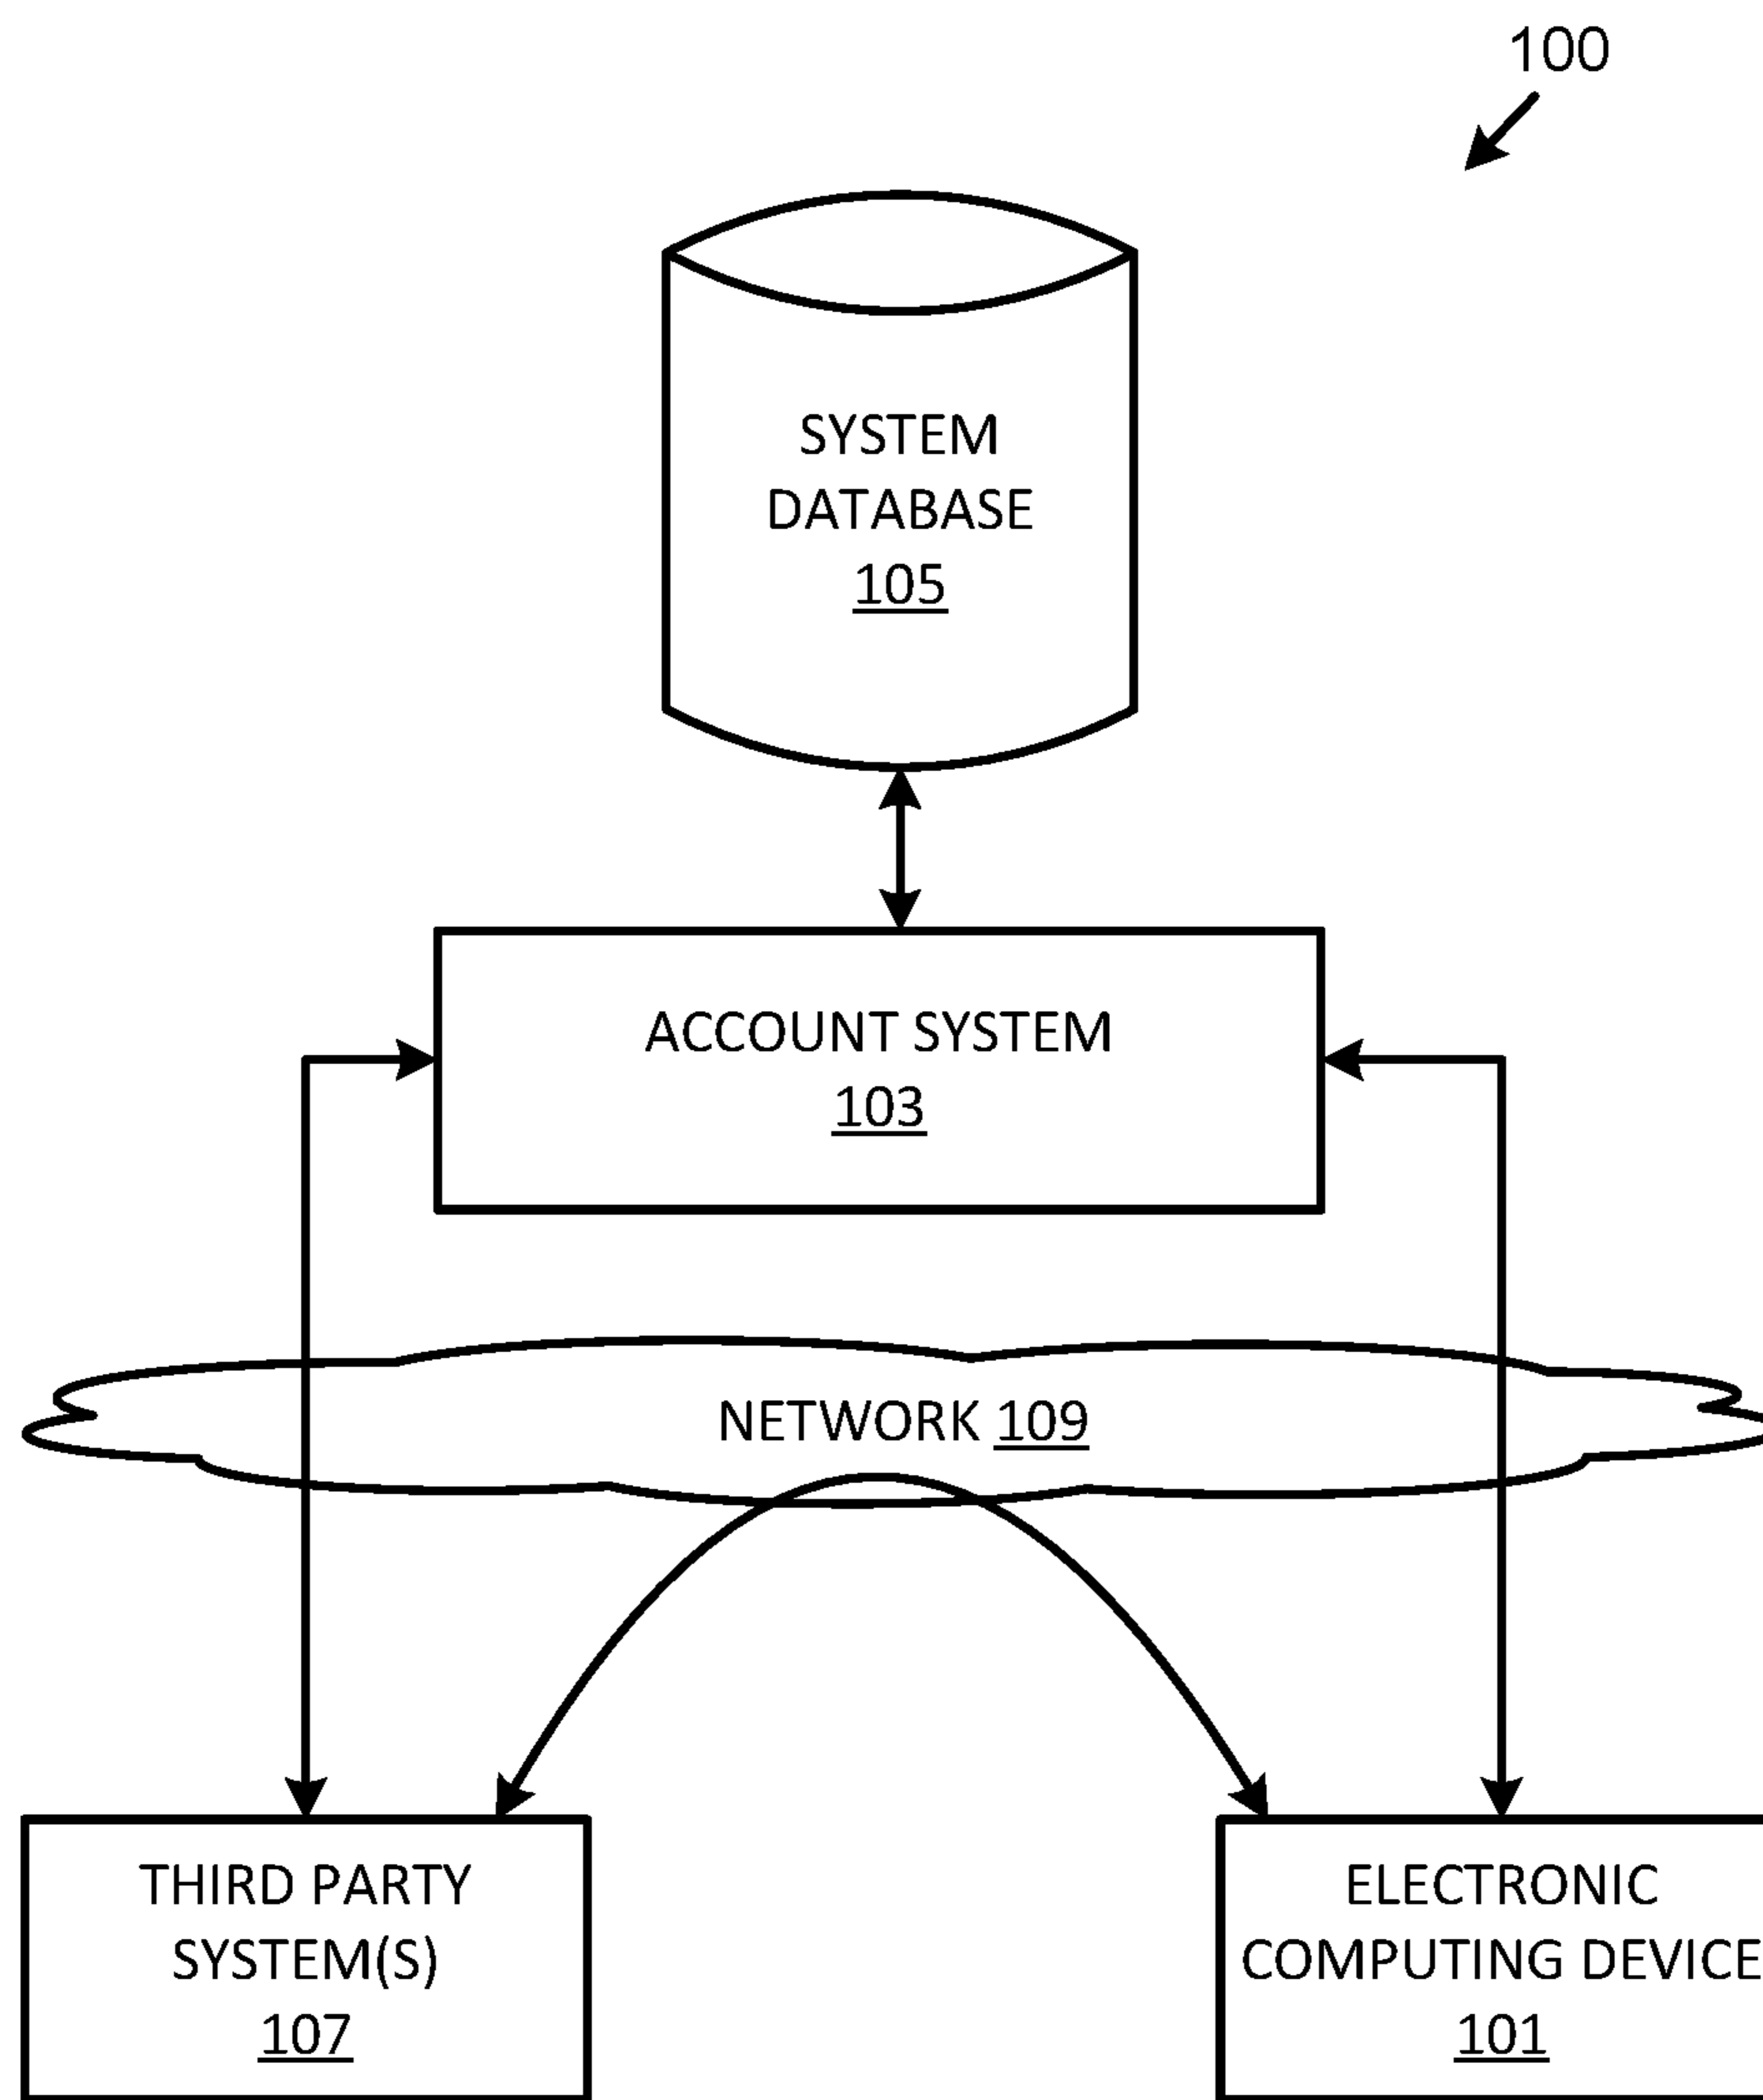 100
SYSTEM
DATABASE
105
ACCOUNT SYSTEM
103
NETWORK 109
THIRD PARTY
SYSTEM(S)
107
ELECTRONIC
COMPUTING DEVICE
101